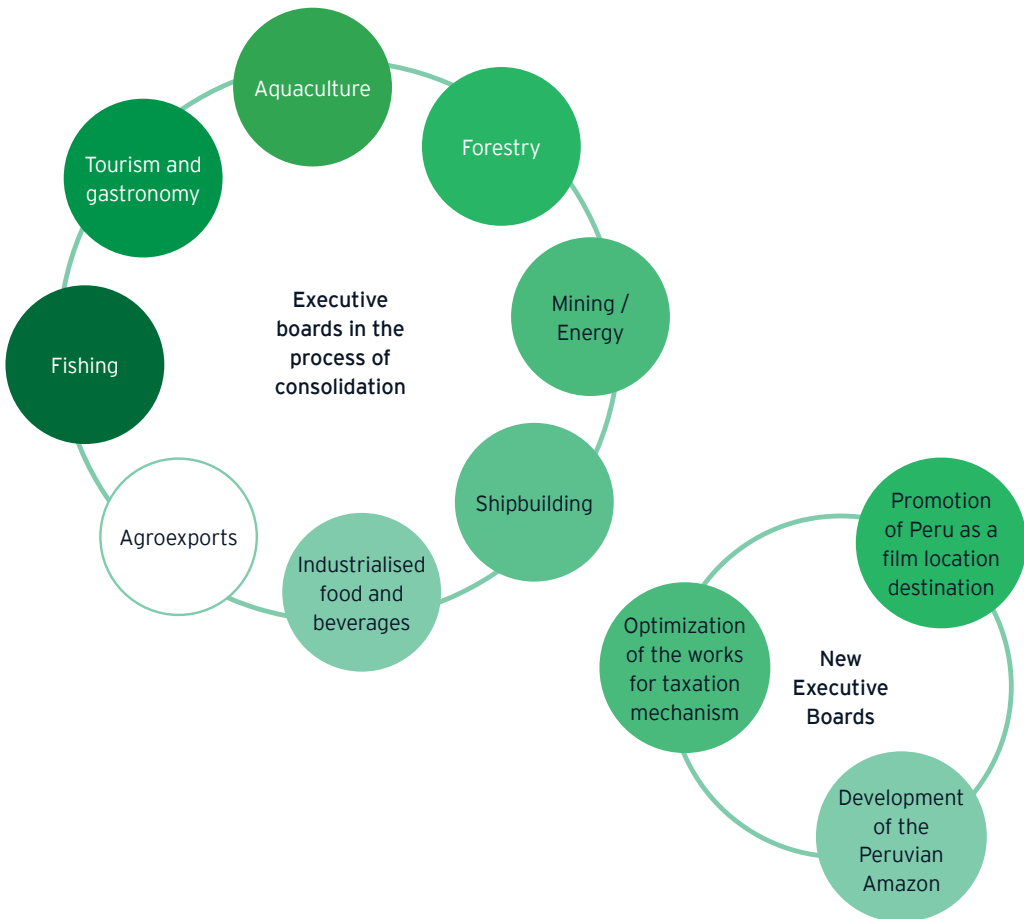 Aquaculture
Forestry
Tourism and
gastronomy
Mining /
Energy
Executive
boards in the
process of
consolidation
Fishing
Shipbuilding
Agroexports
Industrialised
food and
beverages
Promotion
of Peru as a
film location
destination
Optimization
of the works
for taxation
mechanism
New
Executive
Boards
Development
of the
Peruvian
Amazon